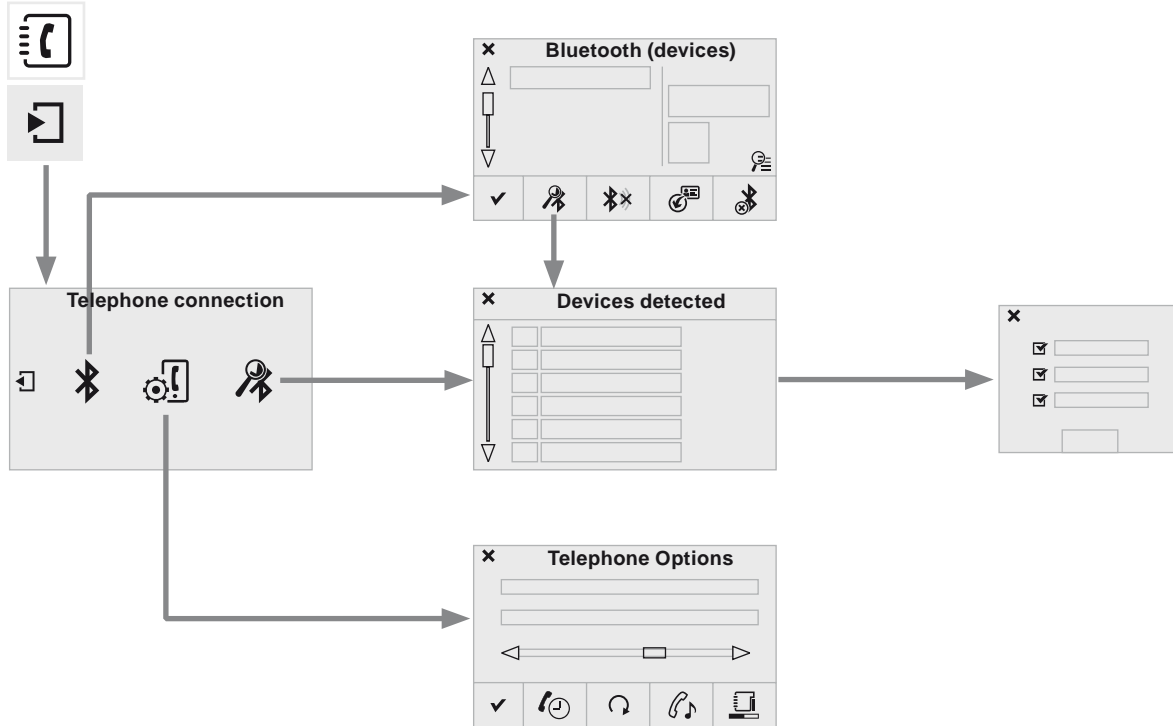 Bluetooth (devices)
Telephone connection
Devices detected
Telephone Options